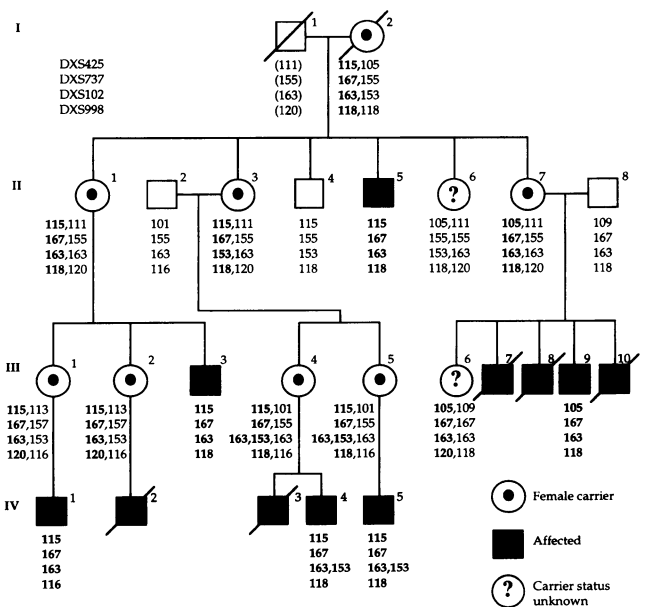 I
1 2
DXS425 (111) 115,105
DXS737 (155) 167,155
DXS102 (163) 163,153
DXS998 (120) 118,118
II
1 2 3 4 5 6 7 8
? 
115,111 101 115,111 115 115 105,111 105,111 109
167,155 155 167,155 155 167 155,155 167,155 167
163,163 163 153,163 153 163 153,163 163,163 163
118,120 116 118,120 118 118 118,120 118,120 118
III
1 2 3 4 5 6 7 8 9 10
?
115,113 115,113 115 115,101 115,101 105,109 105
167,157 167,157 167 167,155 167,155 167,167 167
163,153 163,153 163 163,153,163 163,153,163 163,163 163
120,116 120,116 118 118,116 118,116 120,118 118
IV
1 2 3 4 5
115 115 115
167 167 167
163 163,153 163,153
116 118 118
Female carrier
Affected
? Carrier status
unknown